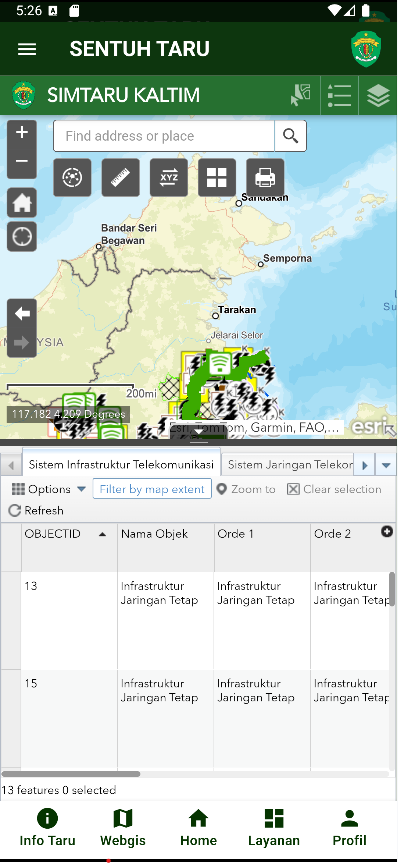 5:26
SENTUH TARU
SIMTARU KALTIM
+
Find address or place
−
XYZ
Sandakan
Bandar Seri
Begawan
Semporna
Tarakan
YSIA
Jelarai Selor
200mi
117.182 4.209 Degrees
Esri, TomTom, Garmin, FAO,...
esri
Sistem Infrastruktur Telekomunikasi
Options
Filter by map extent
Zoom to
Clear selection
Refresh
OBJECTID
Nama Objek
Orde 1
Orde 2
13
Infrastruktur
Jaringan Tetap
Infrastruktur
Jaringan Tetap
Infrastruktur
Jaringan Tetap
15
Infrastruktur
Jaringan Tetap
Infrastruktur
Jaringan Tetap
Infrastruktur
Jaringan Tetap
13 features 0 selected
Info Taru
Webgis
Home
Layanan
Profil